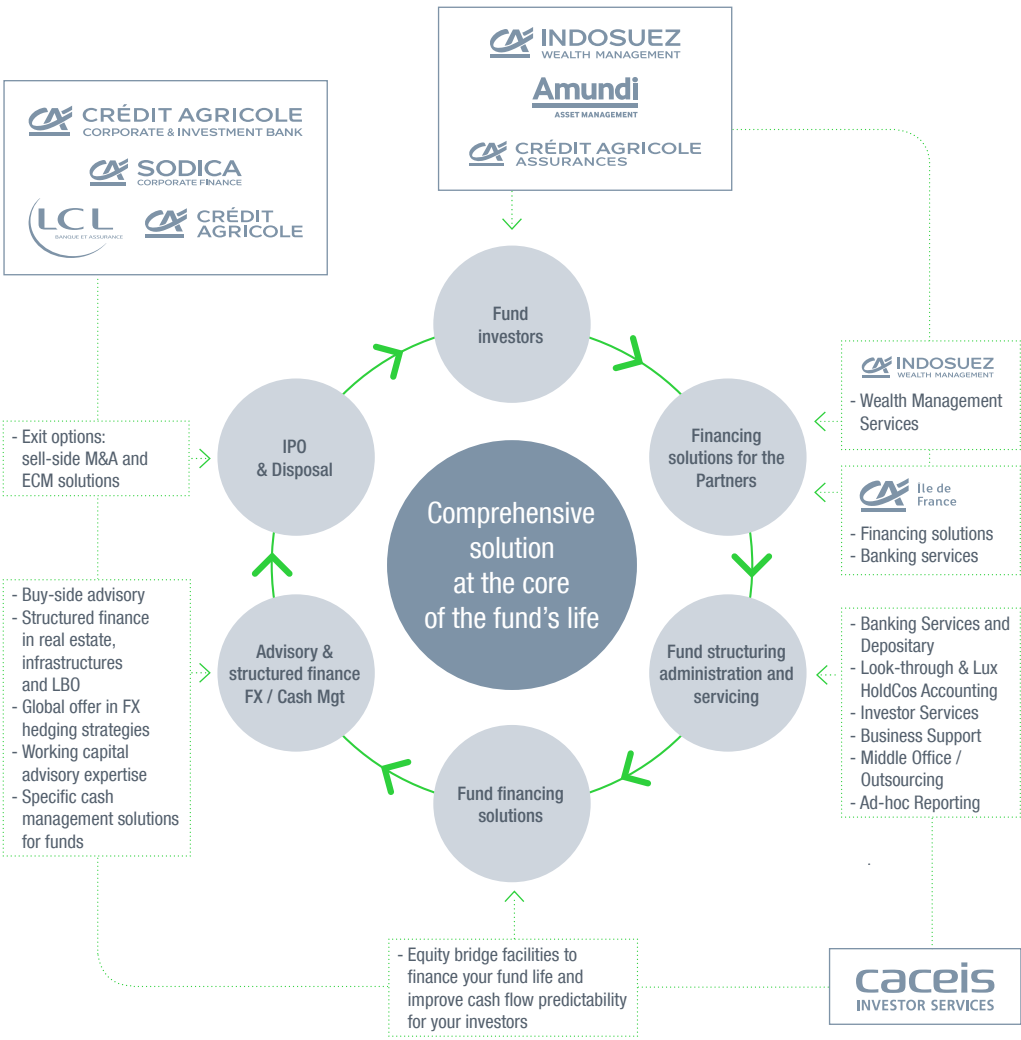 CA INDOSUEZ
WEALTH MANAGEMENT
Amundi
ASSET MANAGEMENT
CA CRÉDIT AGRICOLE
ASSURANCES
CA CRÉDIT AGRICOLE
CORPORATE & INVESTMENT BANK
CA SODICA
CORPORATE FINANCE
LCL
BANQUE ET ASSURANCE
CA CRÉDIT
AGRICOLE
Fund
investors
CA INDOSUEZ
WEALTH MANAGEMENT
- Wealth Management
Services
Financing
solutions for the
Partners
CA Ile de
France
- Financing solutions
- Banking services
- Exit options:
sell-side M&A and
ECM solutions
IPO
& Disposal
Comprehensive
solution
at the core
of the fund's life
- Buy-side advisory
- Structured finance
in real estate,
infrastructures
and LBO
- Global offer in FX
hedging strategies
- Working capital
advisory expertise
- Specific cash
management solutions
for funds
Advisory &
structured finance
FX / Cash Mgt
Fund structuring
administration and
servicing
- Banking Services and
Depositary
- Look-through & Lux
HoldCos Accounting
- Investor Services
- Business Support
- Middle Office /
Outsourcing
- Ad-hoc Reporting
Fund financing
solutions
.
- Equity bridge facilities to
finance your fund life and
improve cash flow predictability
for your investors
caceis
INVESTOR SERVICES